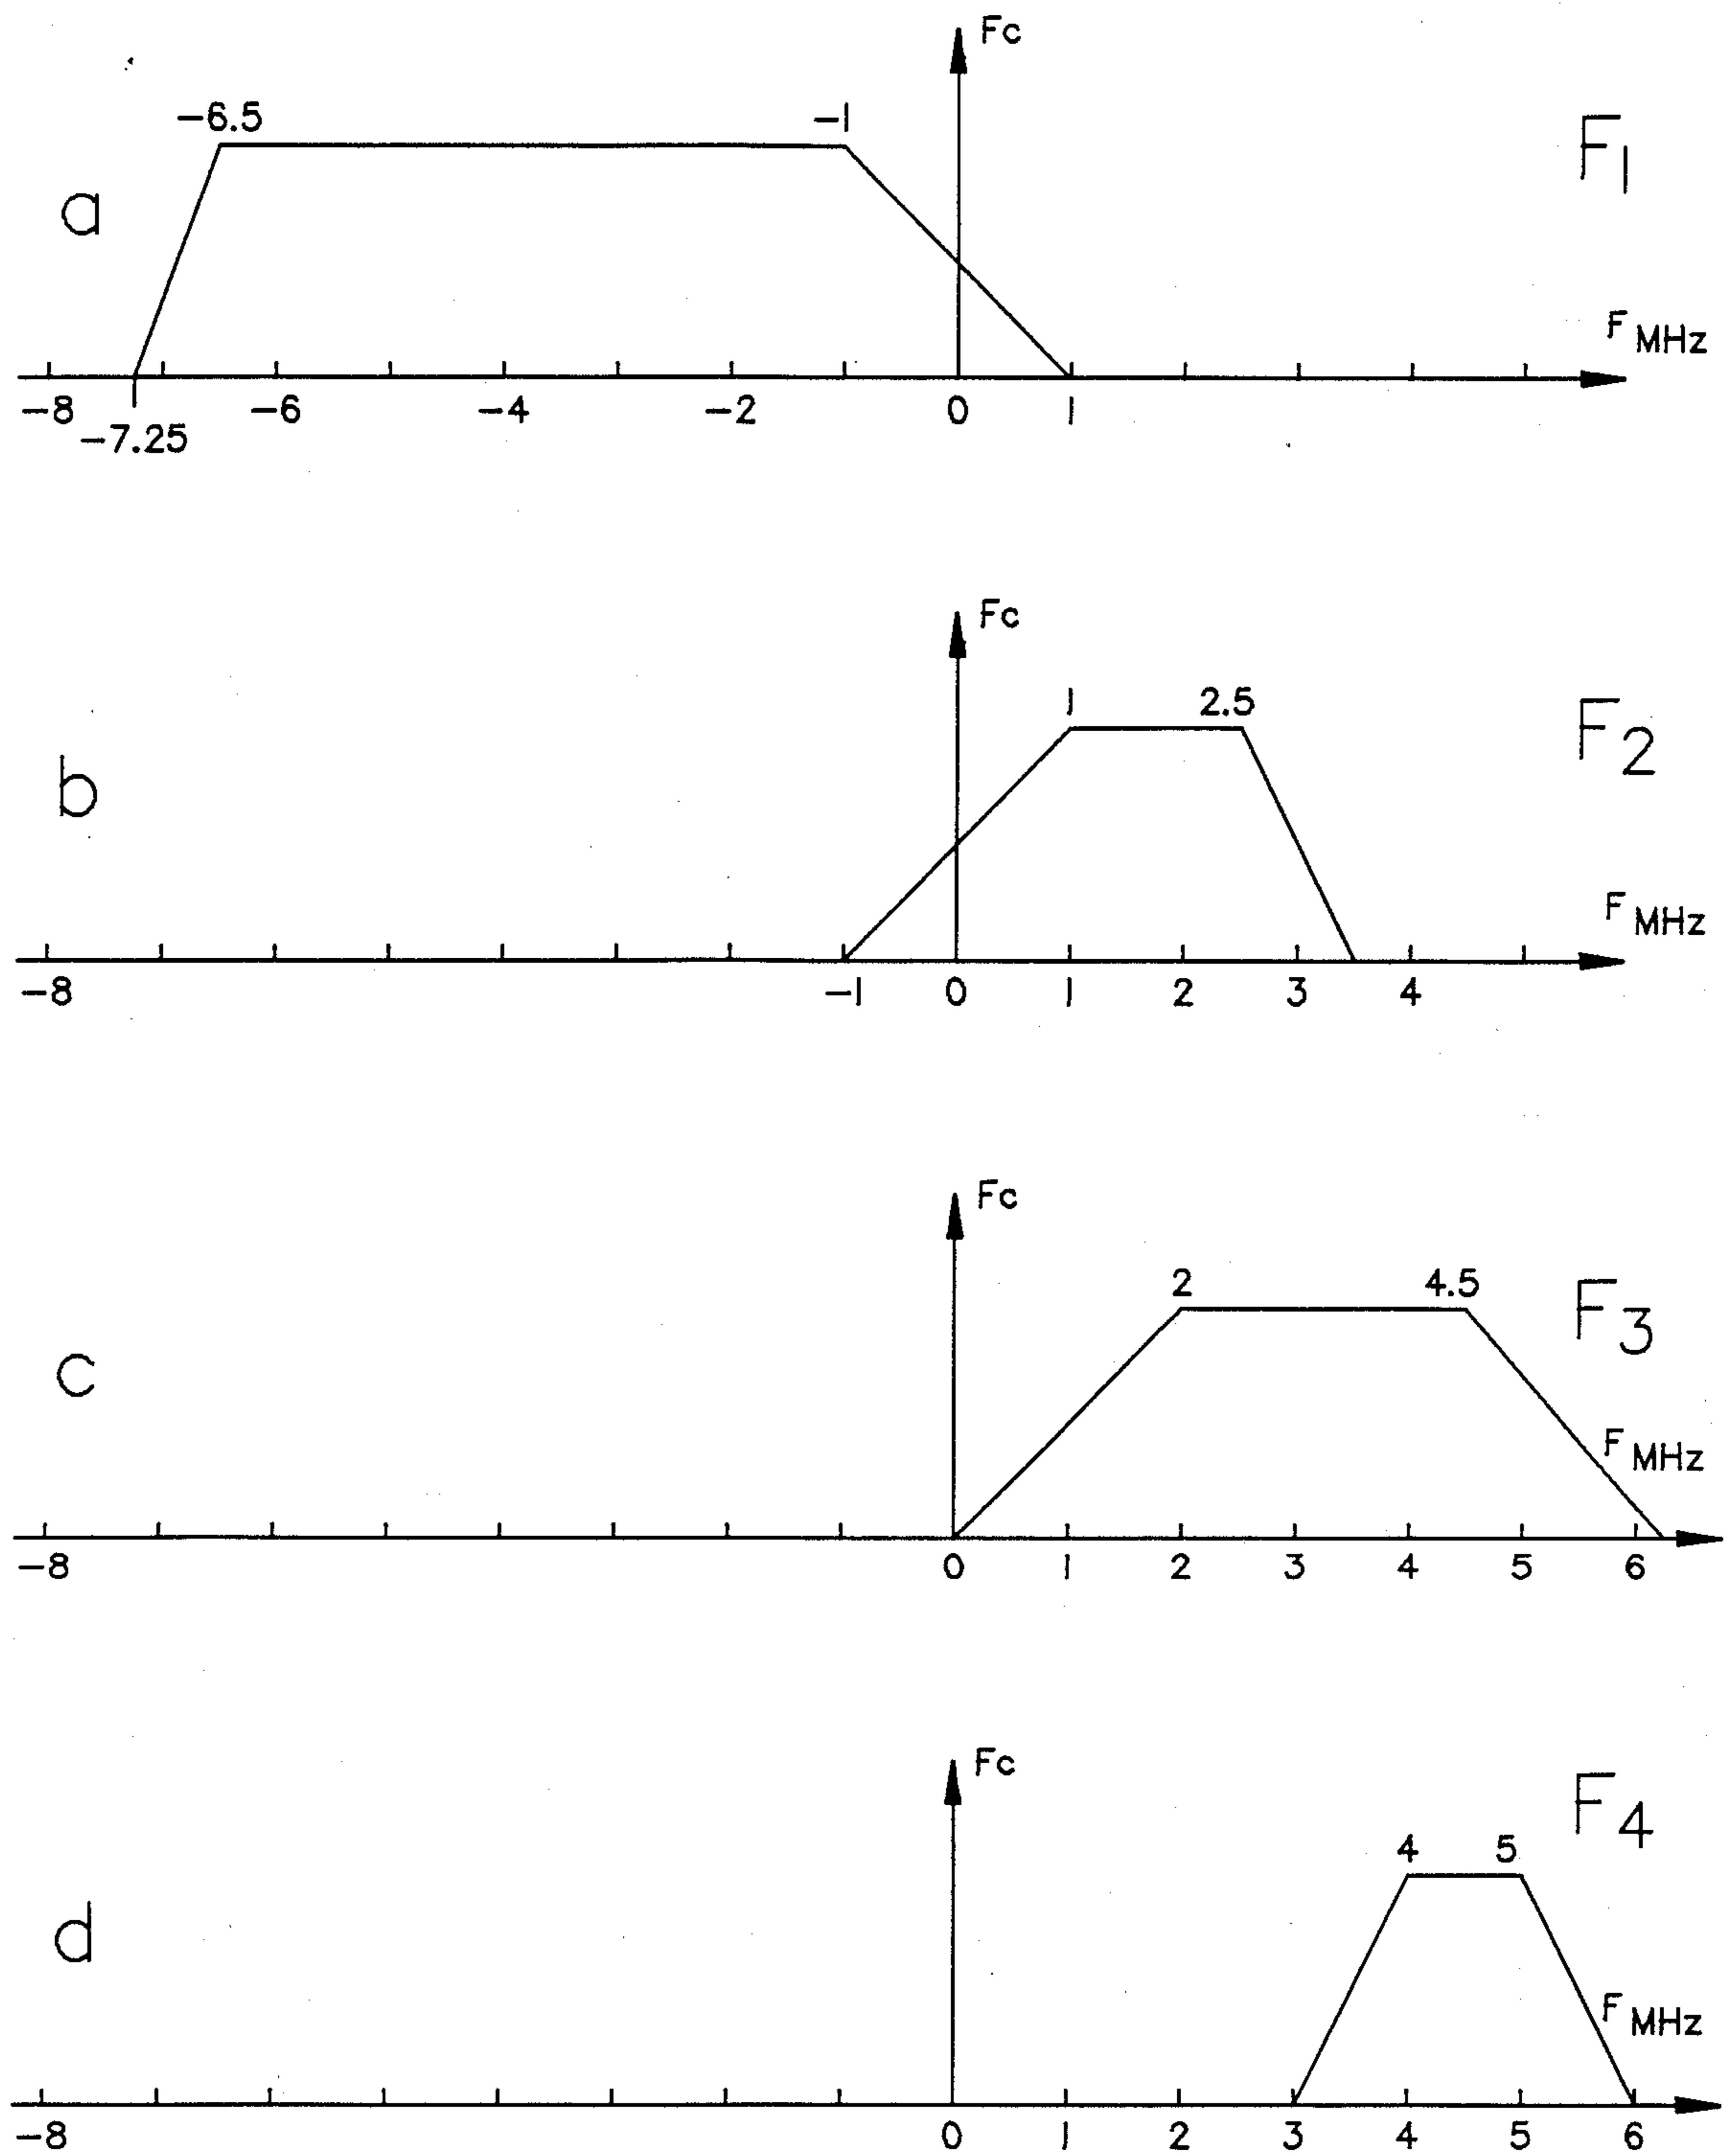 Fc
-6.5 -1 F1
a
F MHz
-8 -6 -4 -2 0 1
-7.25
Fc
1 2.5 F2
b
F MHz
-8 -1 0 1 2 3 4
Fc
2 4.5 F3
c
F MHz
-8 0 1 2 3 4 5 6
Fc
F4
4 5
d
F MHz
-8 0 1 2 3 4 5 6